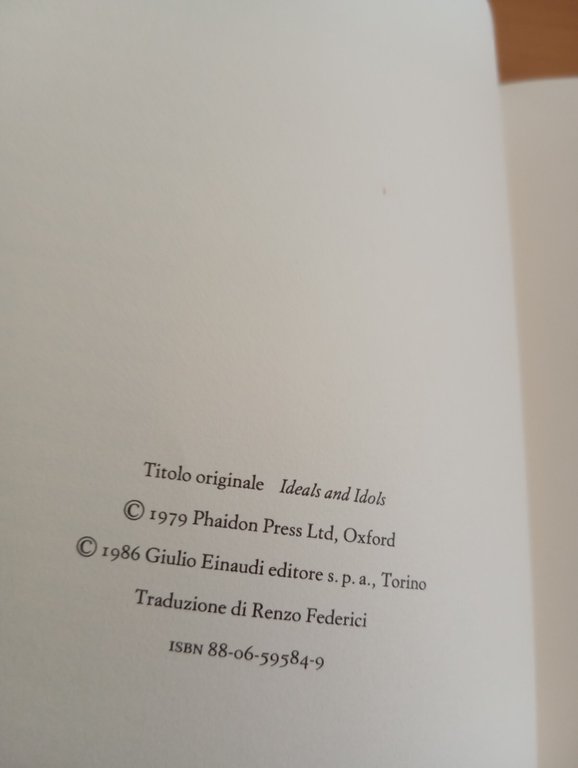 Titolo originale Ideals and Idols
© 1979 Phaidon Press Ltd, Oxford
© 1986 Giulio Einaudi editore s. p. a., Torino
Traduzione di Renzo Federici
ISBN 88-06-59584-9